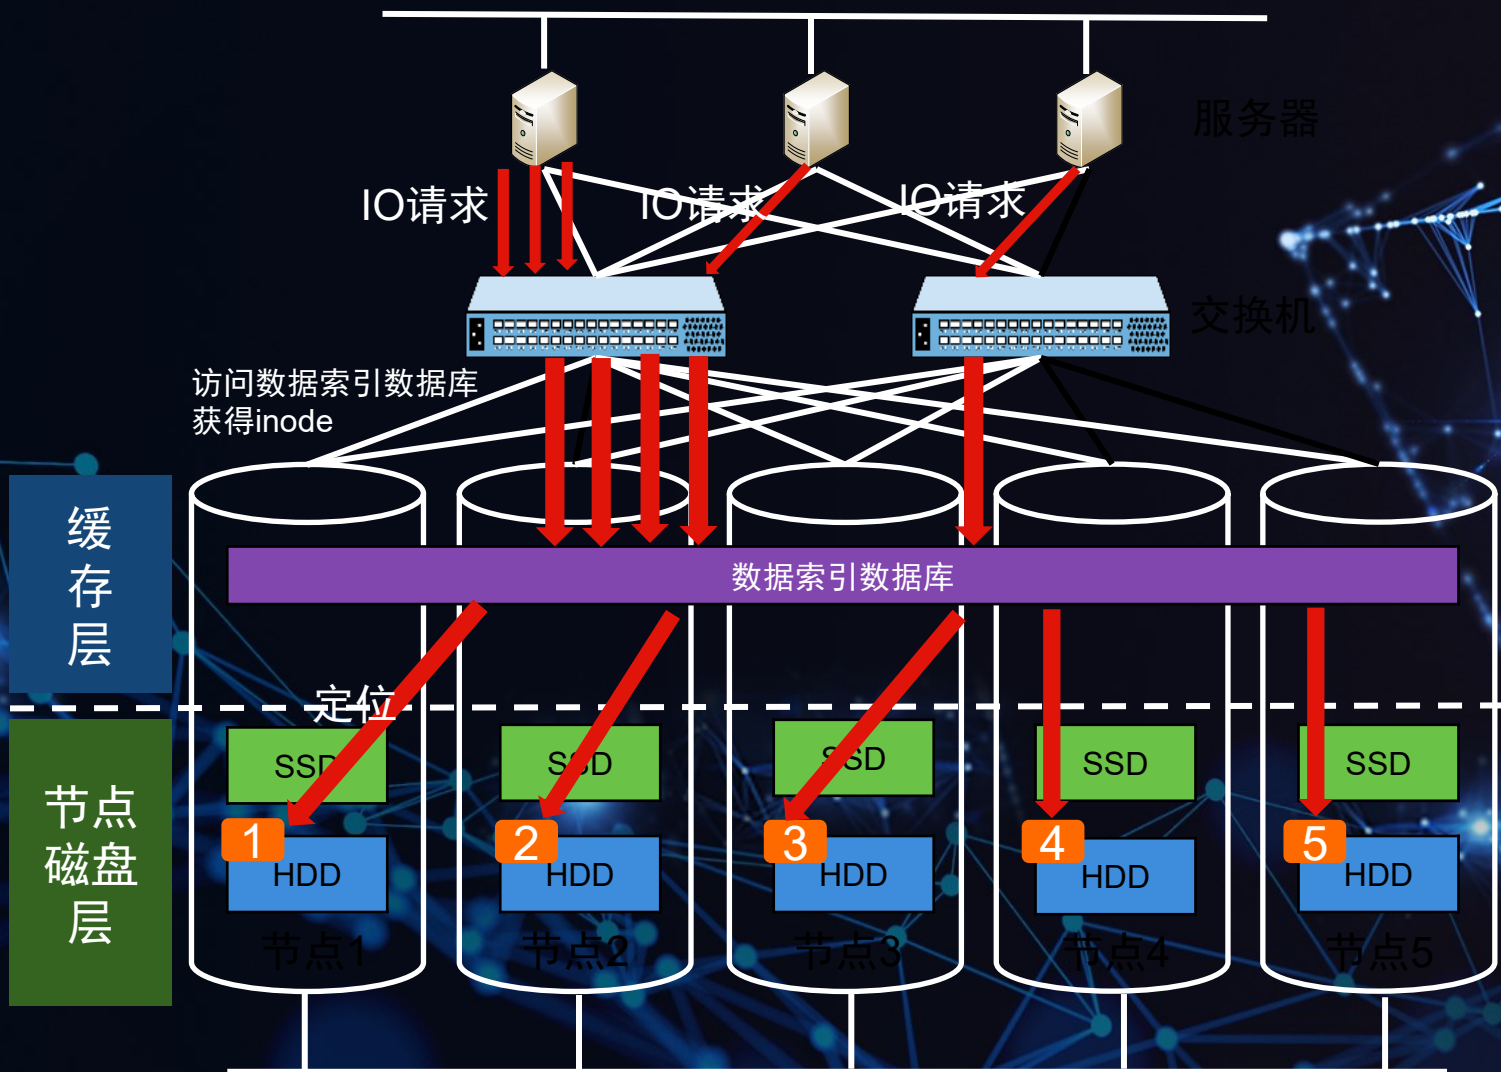 服务器
IO请求
IO请求
IO请求
交换机
访问数据索引数据库
获得inode
缓
存
层
数据索引数据库
定位
节点
磁盘
层
SSD
SSD
SSD
SSD
SSD
1
2
3
4
5
HDD
HDD
HDD
HDD
HDD
节点1
节点2
节点3
节点4
节点5